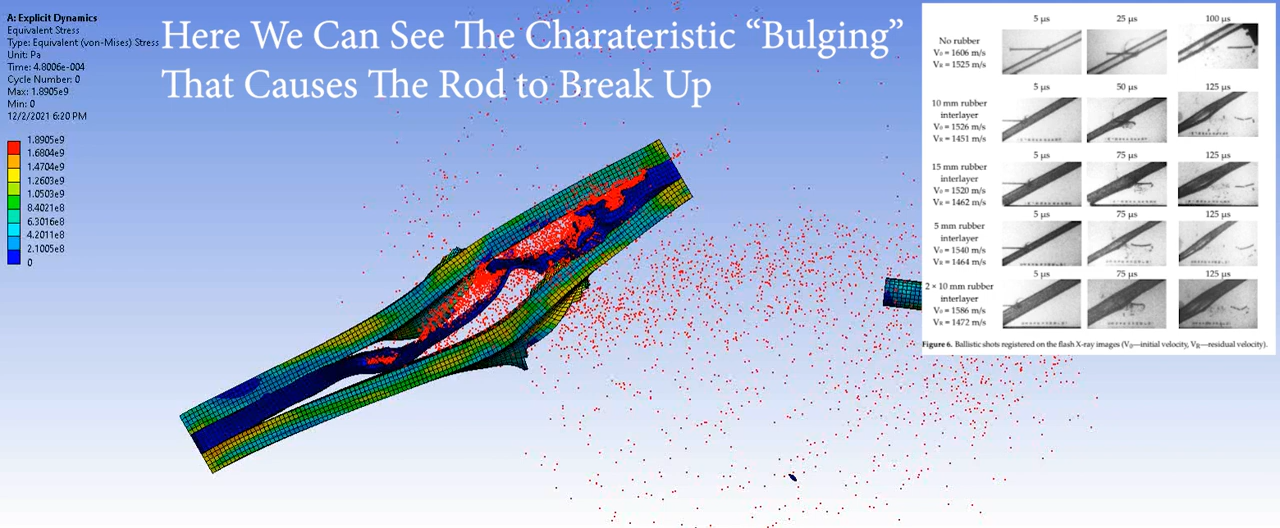 A: Explicit Dynamics
Equivalent Stress
Type: Equivalent (von-Mises) Stress
Unit: Pa
Time: 4.8006e-004
Cycle Number: 0
Max: 1.8905e9
Min: 0
12/2/2021 6:20 PM
1.8905e9
1.6804e9
1.4704e9
1.2603e9
1.0503e9
8.4021e8
6.3016e8
4.2011e8
2.1005e8
0
Here We Can See The Charateristic “Bulging”
That Causes The Rod to Break Up
5 µs 25 µs 100 µs
No rubber
V₀ = 1606 m/s
VR = 1525 m/s
5 µs 50 µs 125 µs
10 mm rubber
interlayer
V₀ = 1526 m/s
VR = 1451 m/s
5 µs 75 µs 125 µs
15 mm rubber
interlayer
V₀ = 1520 m/s
VR = 1462 m/s
5 µs 75 µs 125 µs
5 mm rubber
interlayer
V₀ = 1540 m/s
VR = 1464 m/s
5 µs 75 µs 125 µs
2 × 10 mm rubber
interlayer
V₀ = 1586 m/s
VR = 1472 m/s
Figure 6. Ballistic shots registered on the flash X-ray images (V₀—initial velocity, VR—residual velocity).